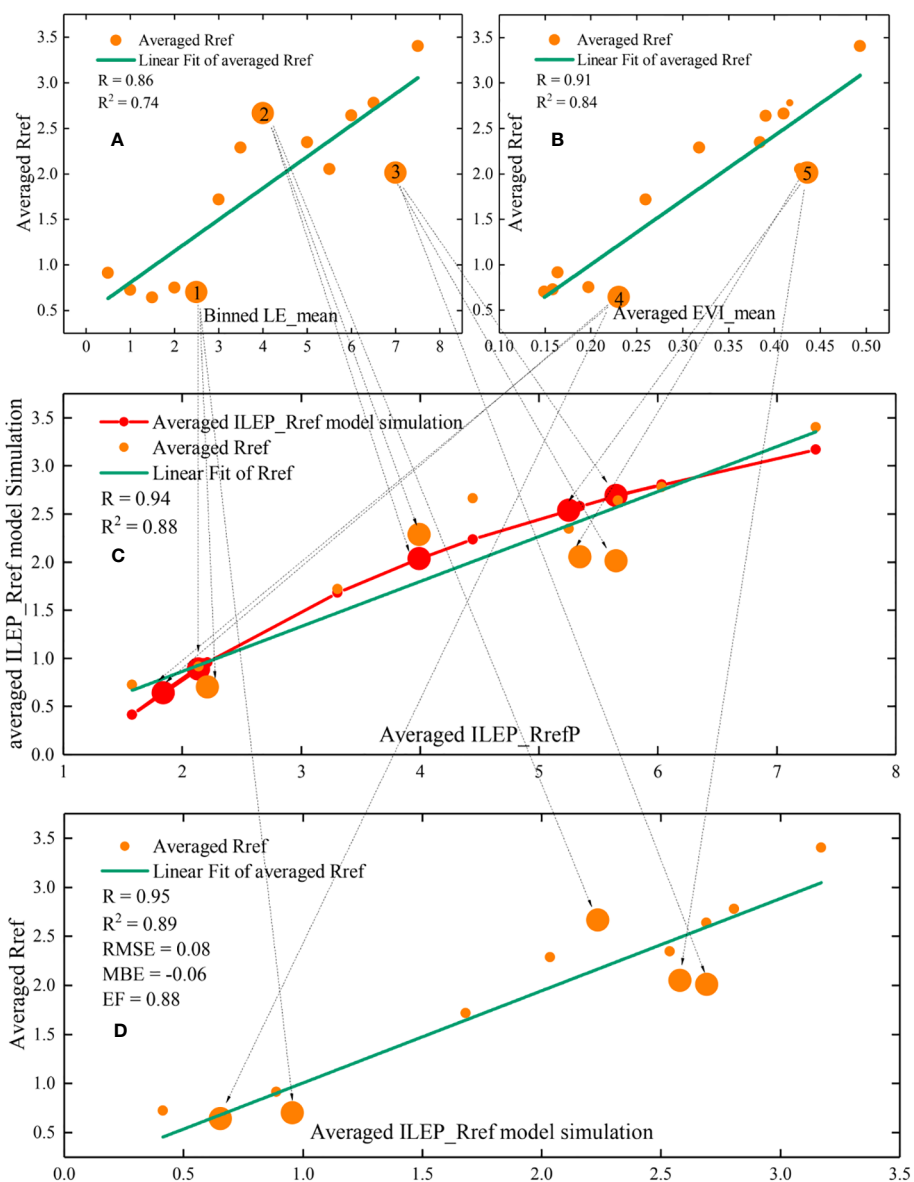 3.5
3.0
2.5
2.0
1.5
1.0
0.5
Averaged Rref
Averaged Rref
Linear Fit of averaged Rref
R = 0.86
R² = 0.74
A
1
2
3
Binned LE_mean
0 1 2 3 4 5 6 7 8
3.5
3.0
2.5
2.0
1.5
1.0
0.5
Averaged Rref
Averaged Rref
Linear Fit of averaged Rref
R = 0.91
R² = 0.84
B
4
5
Averaged EVI_mean
0.10 0.15 0.20 0.25 0.30 0.35 0.40 0.45 0.50
3.5
3.0
2.5
2.0
1.5
1.0
0.5
0.0
averaged ILEP_Rref model Simulation
Averaged ILEP_Rref model simulation
Averaged Rref
Linear Fit of Rref
R = 0.94
R² = 0.88
C
Averaged ILEP_RrefP
1 2 3 4 5 6 7 8
3.5
3.0
2.5
2.0
1.5
1.0
0.5
Averaged Rref
Averaged Rref
Linear Fit of averaged Rref
R = 0.95
R² = 0.89
RMSE = 0.08
MBE = -0.06
EF = 0.88
D
Averaged ILEP_Rref model simulation
0.0 0.5 1.0 1.5 2.0 2.5 3.0 3.5